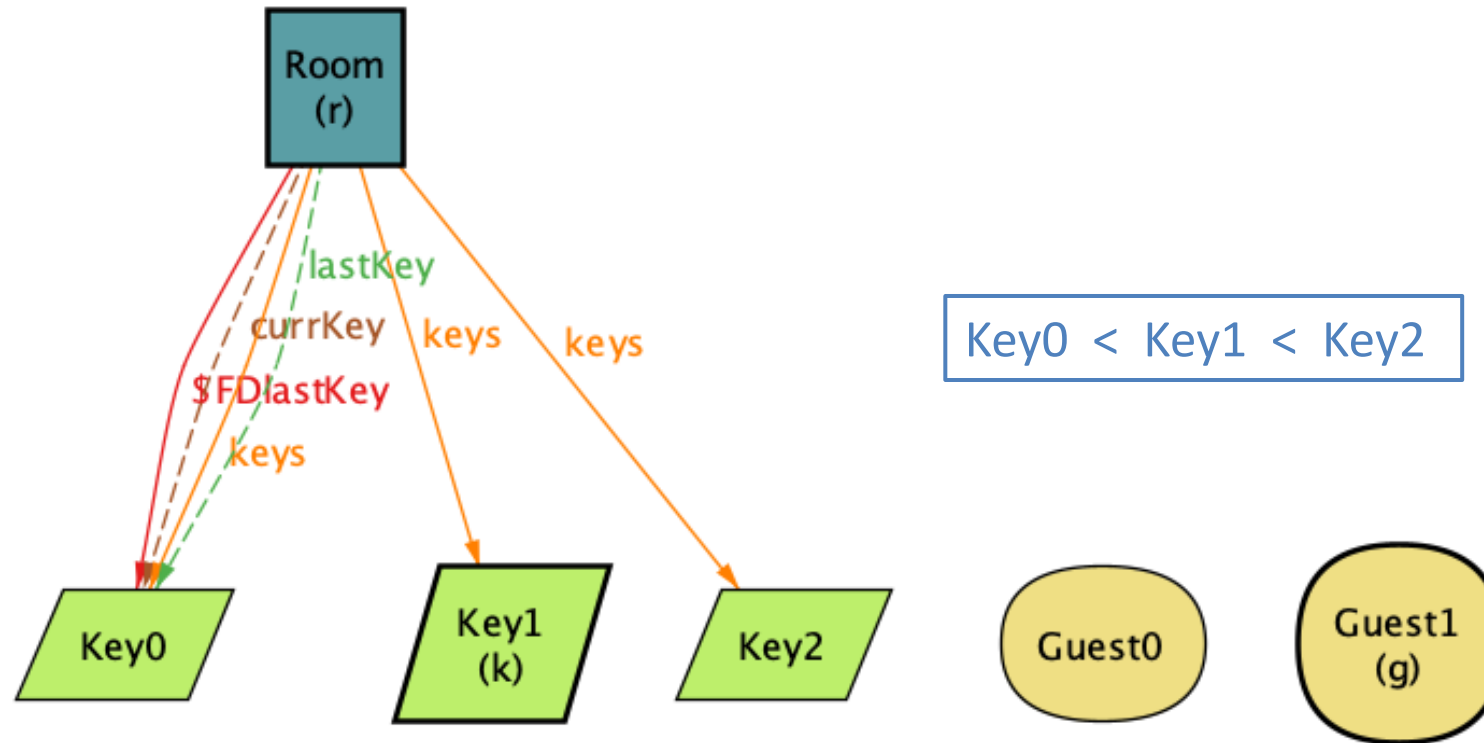 Room
(r)
lastKey
currKey
keys
keys
$FDlastKey
keys
Key0 < Key1 < Key2
Key0
Key1
(k)
Key2
Guest0
Guest1
(g)